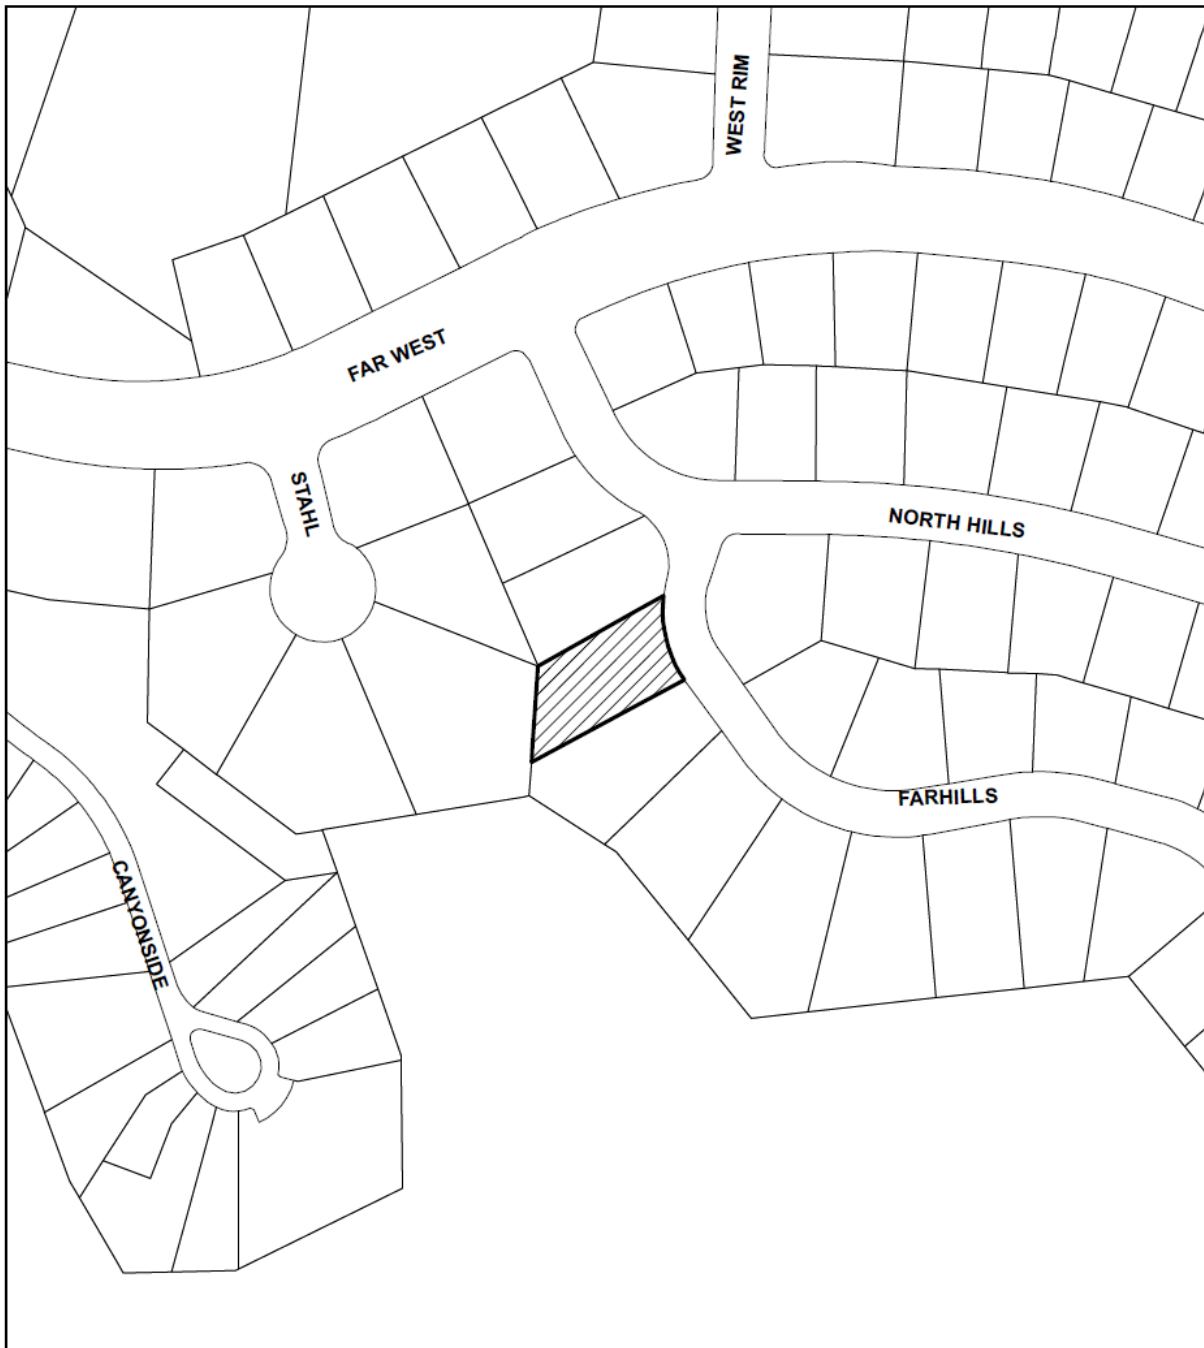 WEST RIM
FAR WEST
STAHL
NORTH HILLS
FARHILLS
CANYONSIDE